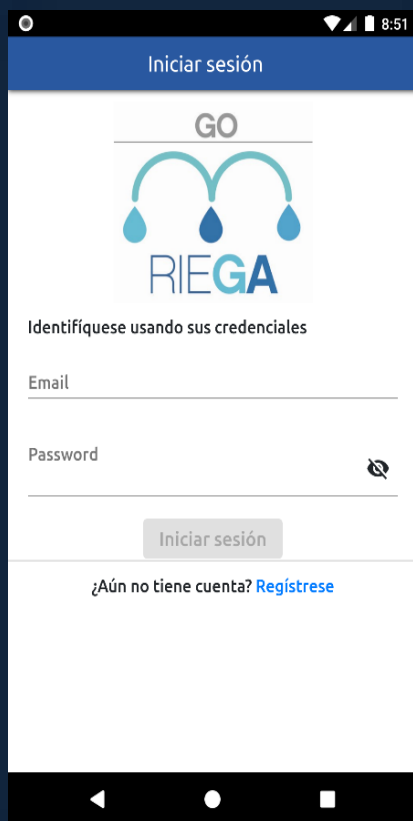 8:51
Iniciar sesión
GO
RIEGA
Identifíquese usando sus credenciales
Email
Password
Iniciar sesión
¿Aún no tiene cuenta? Regístrese